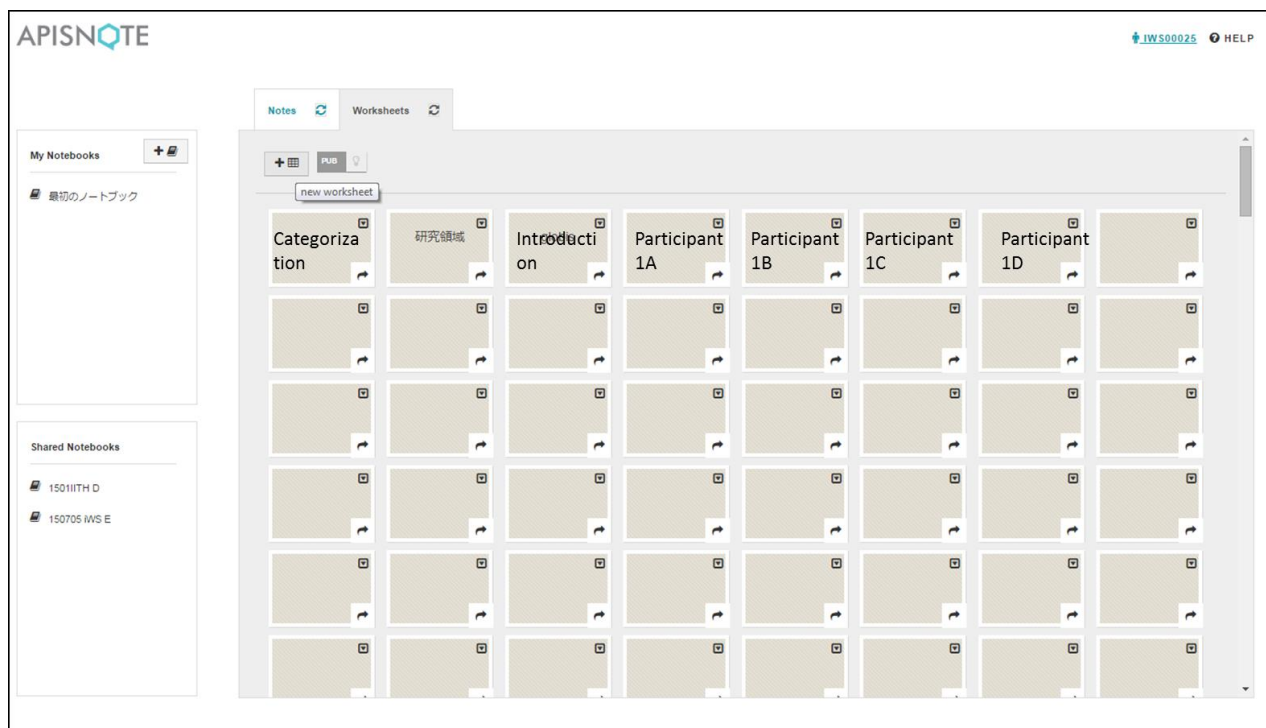 APISNOTE
IWS00025 HELP
Notes Worksheets
My Notebooks
最初のノートブック
PUB
new worksheet
Categoriza
tion
研究領域
Introducti
on
Participant
1A
Participant
1B
Participant
1C
Participant
1D
Shared Notebooks
1501IITH D
150705 iWS E